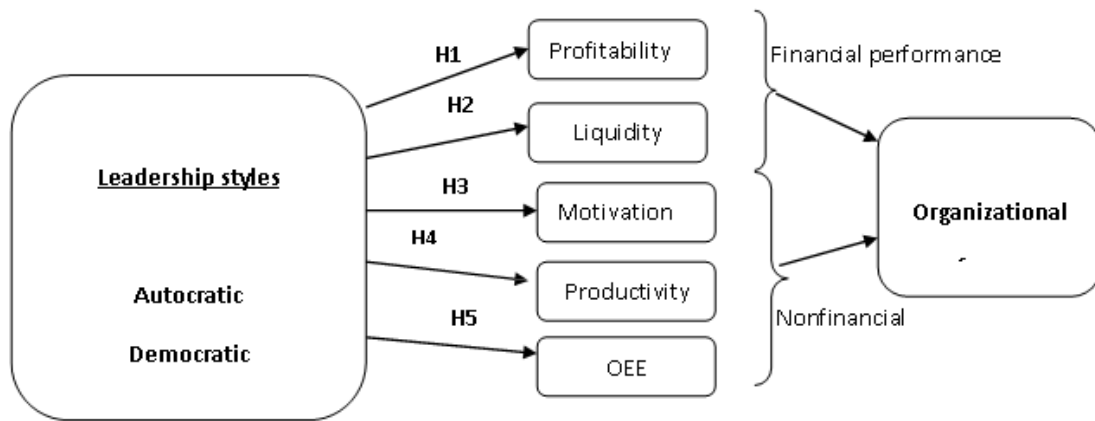 H1
Profitability
Financial performance
H2
Liquidity
Leadership styles
H3
Motivation
Organizational
H4
Autocratic
Productivity
Nonfinancial
H5
Democratic
OEE